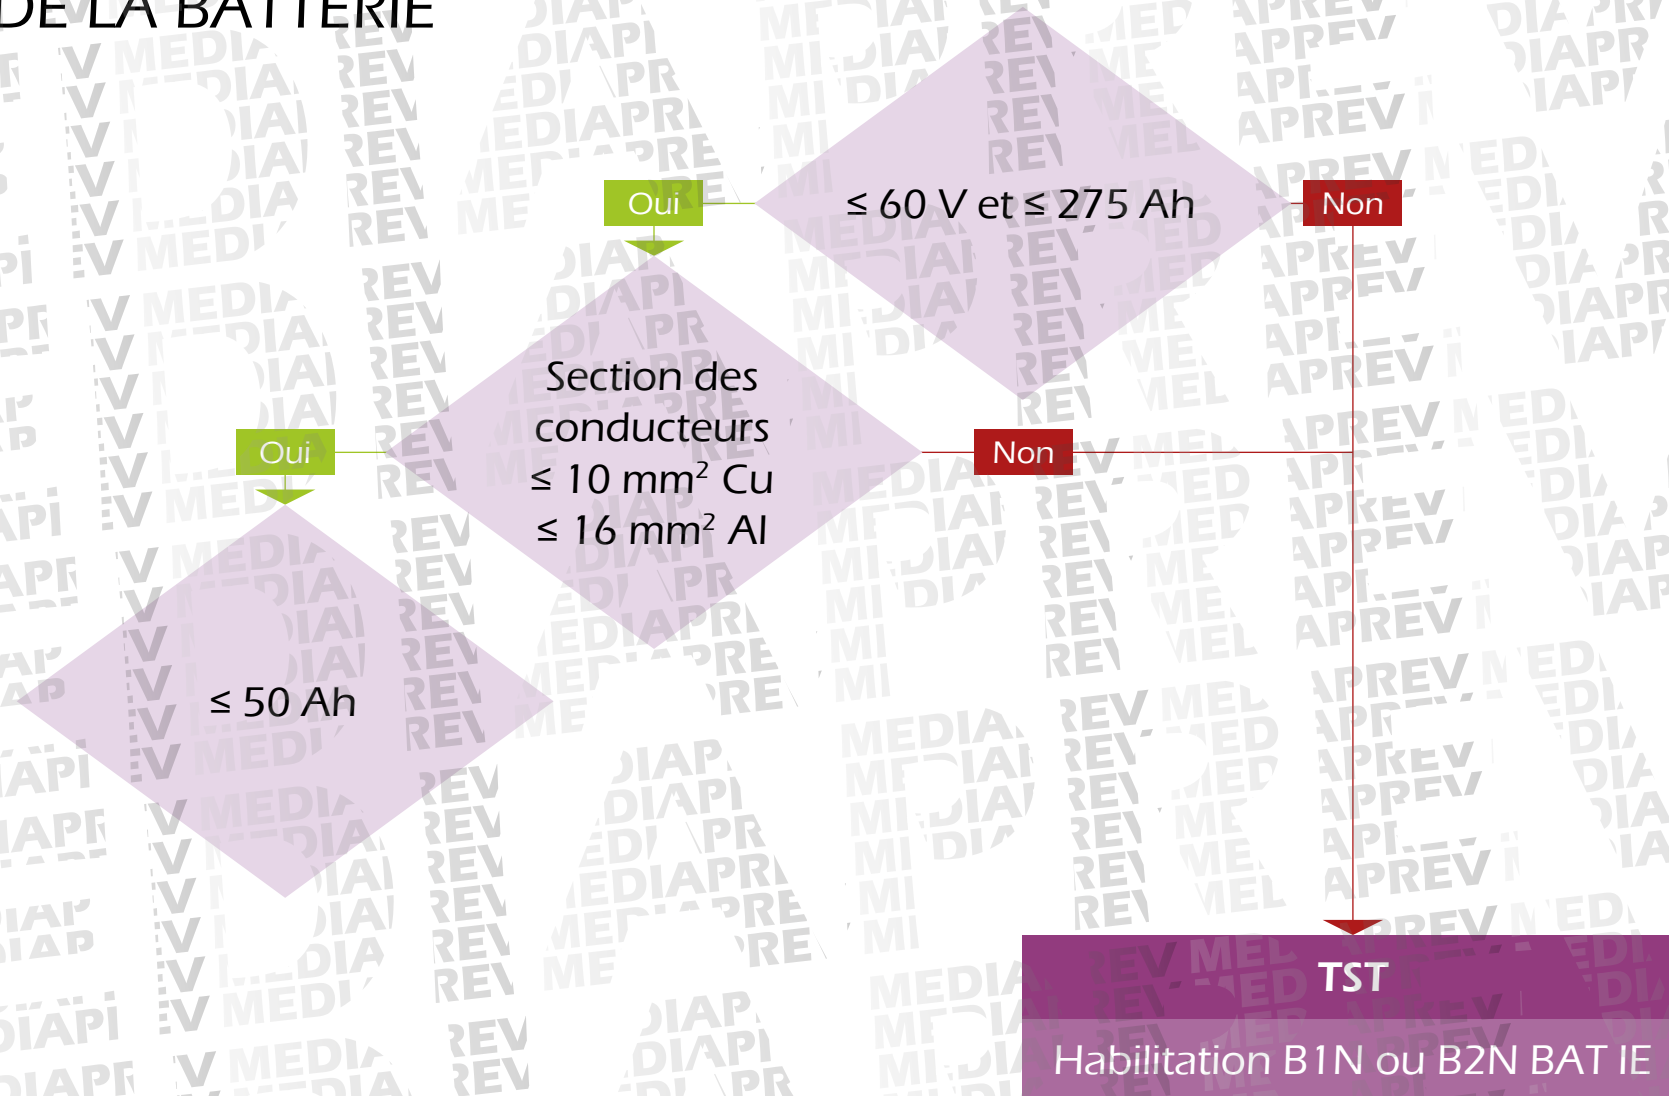 DE LA BATTERIE
≤ 60 V et ≤ 275 Ah
Oui
Non
Section des
conducteurs
≤ 10 mm² Cu
≤ 16 mm² Al
Oui
Non
≤ 50 Ah
TST
Habilitation B1N ou B2N BAT IE